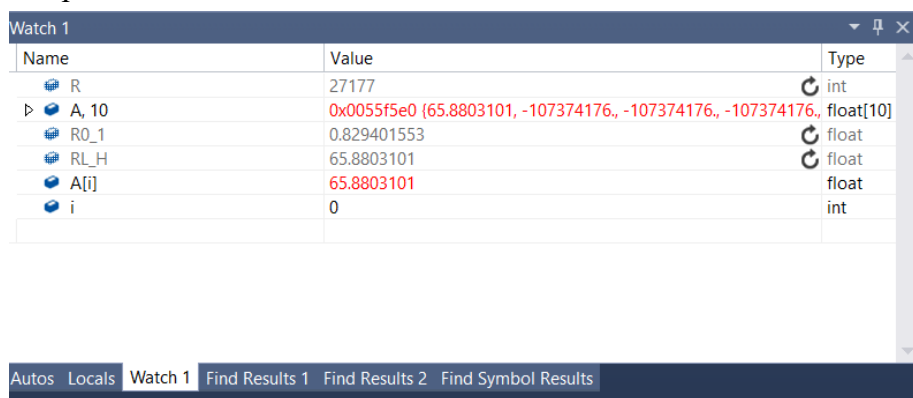 Watch 1
Name Value Type
R 27177 int
A, 10 0x0055f5e0 {65.8803101, -107374176., -107374176., -107374176., float[10]
R0_1 0.829401553 float
RL_H 65.8803101 float
A[i] 65.8803101 float
i 0 int
Autos Locals Watch 1 Find Results 1 Find Results 2 Find Symbol Results